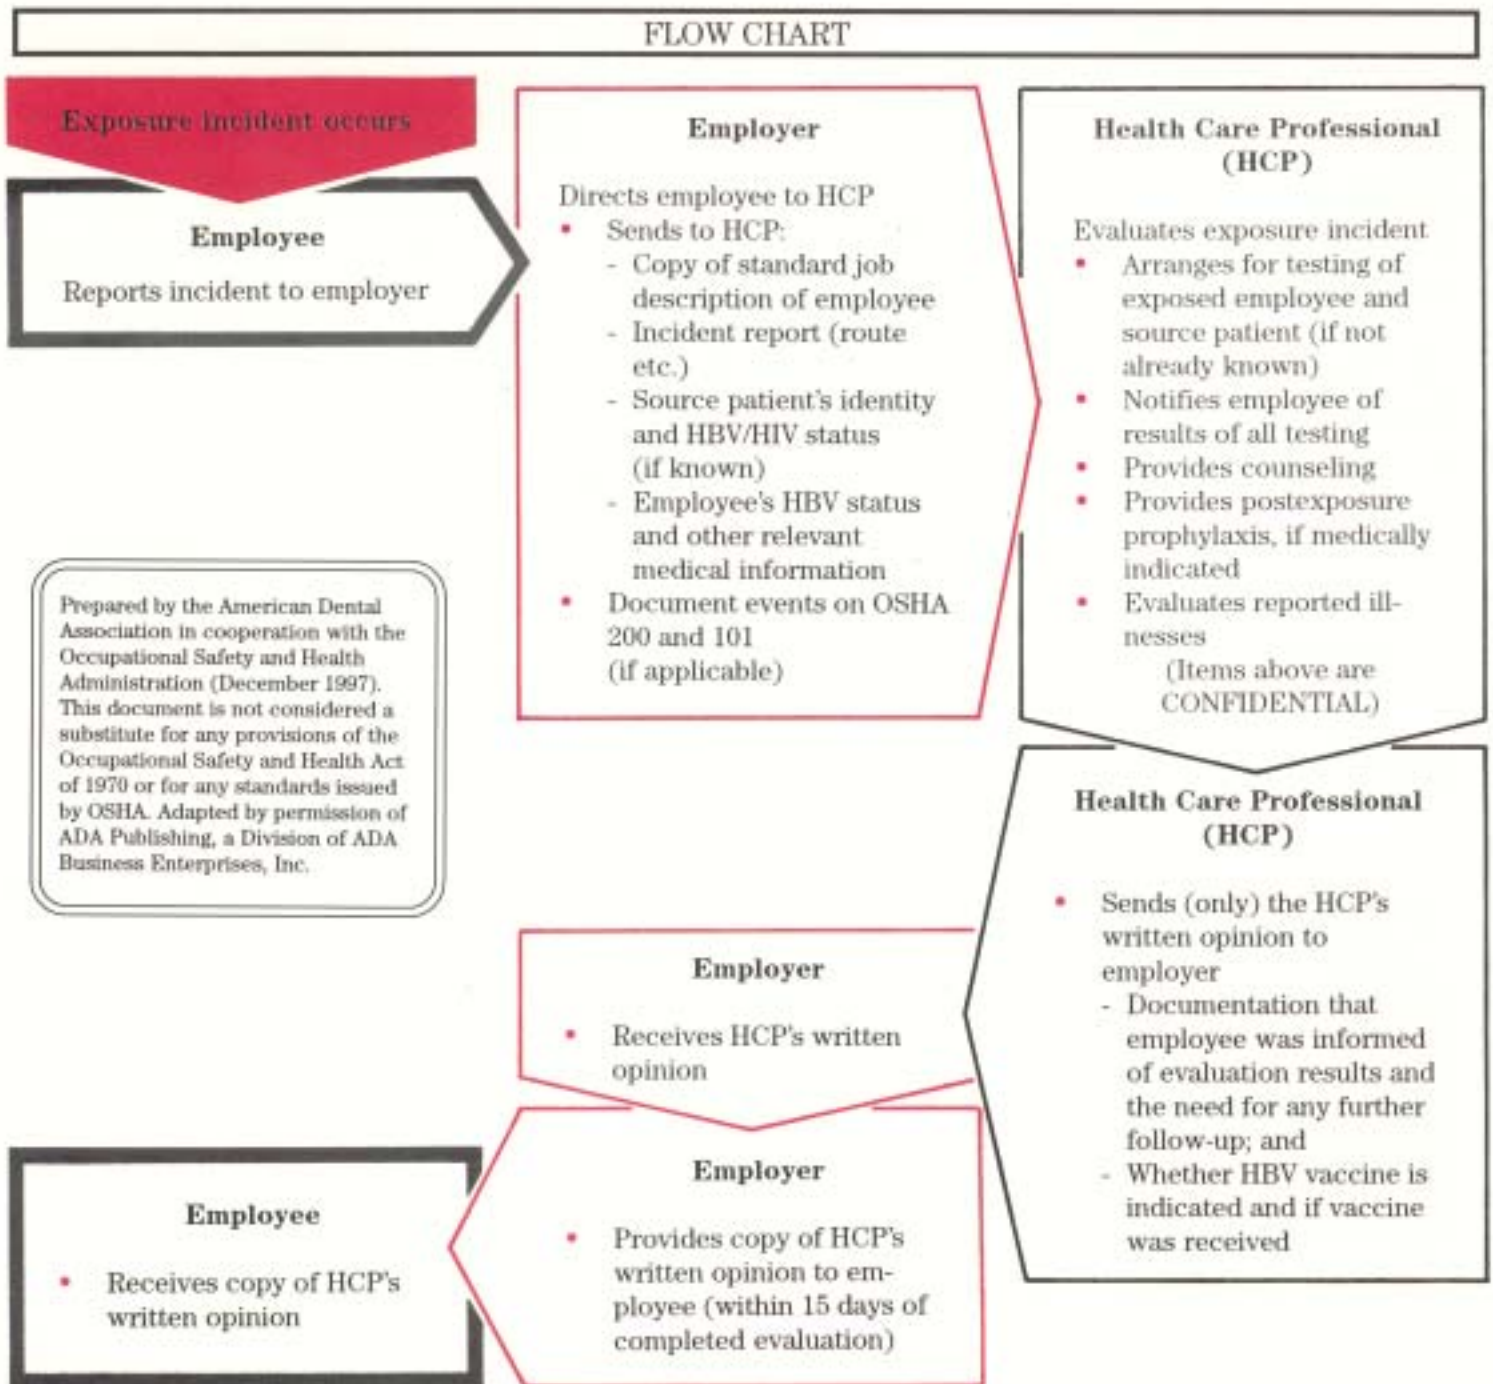 FLOW CHART
Exposure incident occurs
Employee
Reports incident to employer
Employer
Directs employee to HCP
• Sends to HCP:
- Copy of standard job
description of employee
- Incident report (route
etc.)
- Source patient's identity
and HBV/HIV status
(if known)
- Employee's HBV status
and other relevant
medical information
• Document events on OSHA
200 and 101
(if applicable)
Health Care Professional
(HCP)
Evaluates exposure incident
• Arranges for testing of
exposed employee and
source patient (if not
already known)
• Notifies employee of
results of all testing
• Provides counseling
• Provides postexposure
prophylaxis, if medically
indicated
• Evaluates reported ill-
nesses
(Items above are
CONFIDENTIAL)
Health Care Professional
(HCP)
• Sends (only) the HCP's
written opinion to
employer
- Documentation that
employee was informed
of evaluation results and
the need for any further
follow-up; and
- Whether HBV vaccine is
indicated and if vaccine
was received
Employer
• Receives HCP's written
opinion
Employer
• Provides copy of HCP's
written opinion to em-
ployee (within 15 days of
completed evaluation)
Employee
• Receives copy of HCP's
written opinion
Prepared by the American Dental
Association in cooperation with the
Occupational Safety and Health
Administration (December 1997).
This document is not considered a
substitute for any provisions of the
Occupational Safety and Health Act
of 1970 or for any standards issued
by OSHA. Adapted by permission of
ADA Publishing, a Division of ADA
Business Enterprises, Inc.